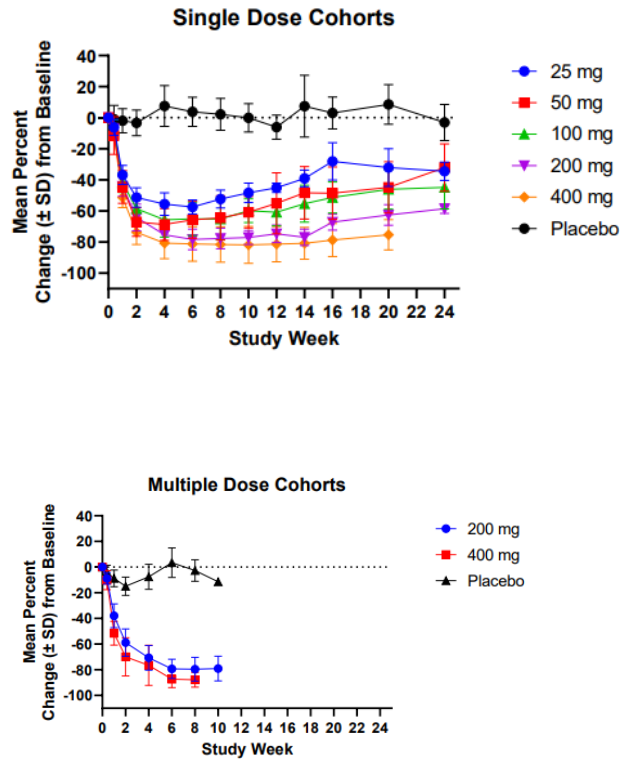 Single Dose Cohorts
Mean Percent
Change (± SD) from Baseline
40
20
0
-20
-40
-60
-80
-100
0 2 4 6 8 10 12 14 16 18 20 22 24
Study Week
25 mg
50 mg
100 mg
200 mg
400 mg
Placebo
Multiple Dose Cohorts
Mean Percent
Change (± SD) from Baseline
40
20
0
-20
-40
-60
-80
-100
0 2 4 6 8 10 12 14 16 18 20 22 24
Study Week
200 mg
400 mg
Placebo